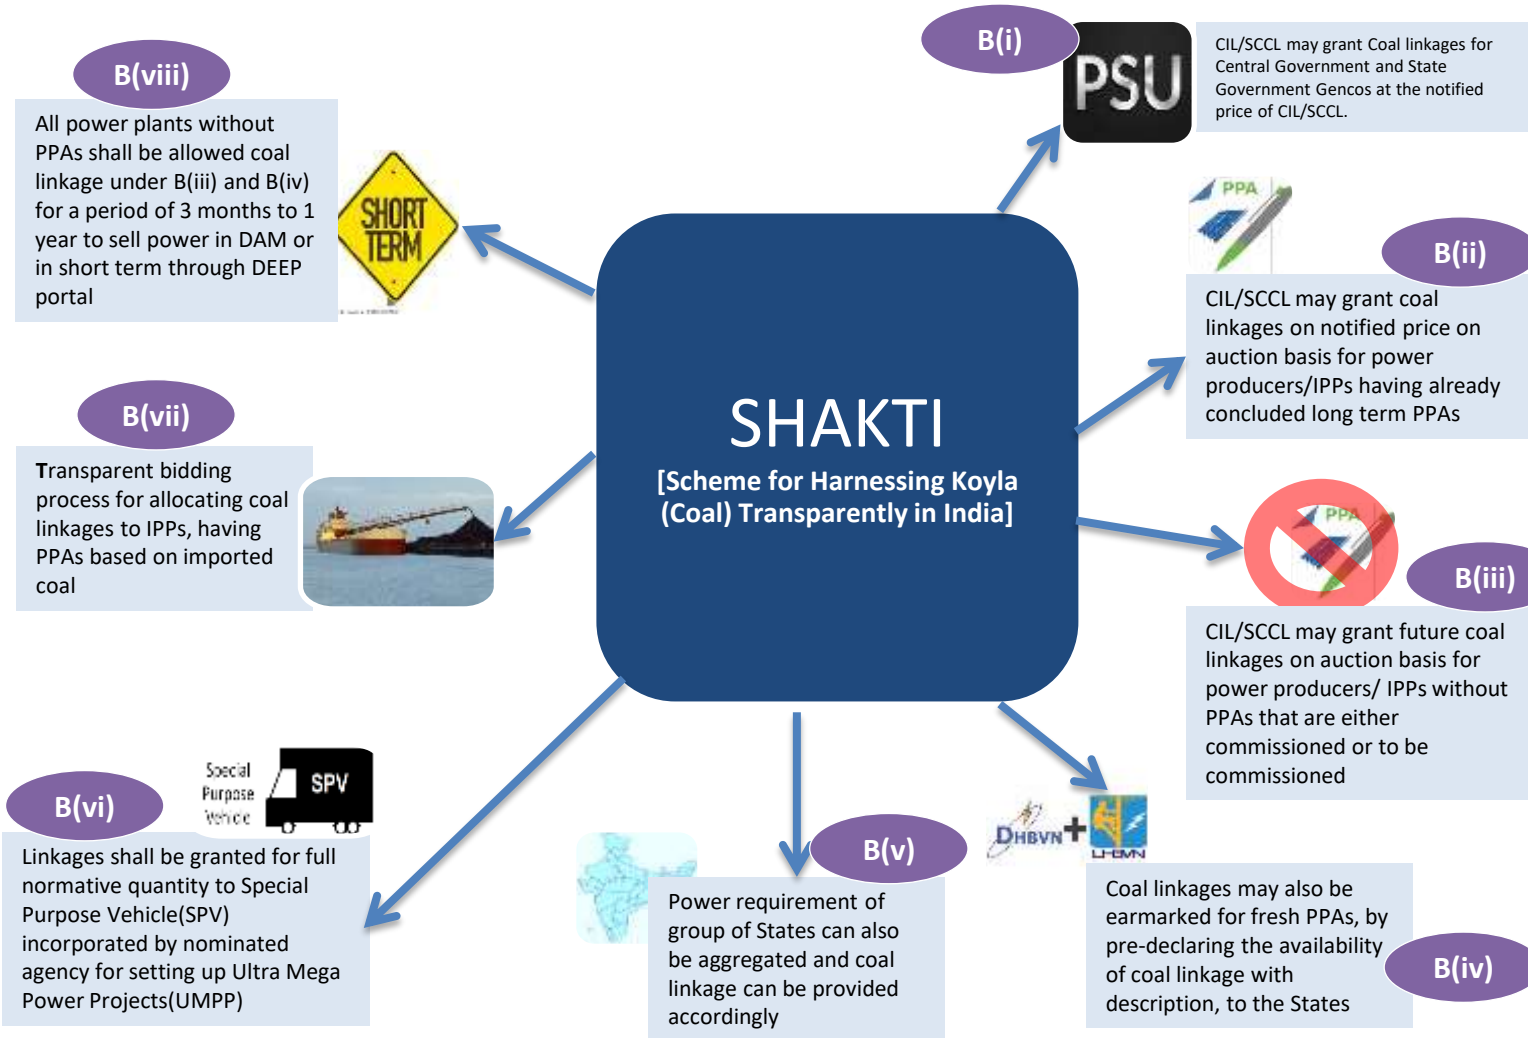 SHAKTI
[Scheme for Harnessing Koyla
(Coal) Transparently in India]
B(i)
PSU
CIL/SCCL may grant Coal linkages for
Central Government and State
Government Gencos at the notified
price of CIL/SCCL.
PPA
B(ii)
CIL/SCCL may grant coal
linkages on notified price on
auction basis for power
producers/IPPs having already
concluded long term PPAs
PPA
B(iii)
CIL/SCCL may grant future coal
linkages on auction basis for
power producers/ IPPs without
PPAs that are either
commissioned or to be
commissioned
DHBVN
+
B(iv)
Coal linkages may also be
earmarked for fresh PPAs, by
pre-declaring the availability
of coal linkage with
description, to the States
B(v)
Power requirement of
group of States can also
be aggregated and coal
linkage can be provided
accordingly
Special
Purpose
Vehicle
SPV
B(vi)
Linkages shall be granted for full
normative quantity to Special
Purpose Vehicle(SPV)
incorporated by nominated
agency for setting up Ultra Mega
Power Projects(UMPP)
B(vii)
Transparent bidding
process for allocating coal
linkages to IPPs, having
PPAs based on imported
coal
B(viii)
All power plants without
PPAs shall be allowed coal
linkage under B(iii) and B(iv)
for a period of 3 months to 1
year to sell power in DAM or
in short term through DEEP
portal
SHORT
TERM